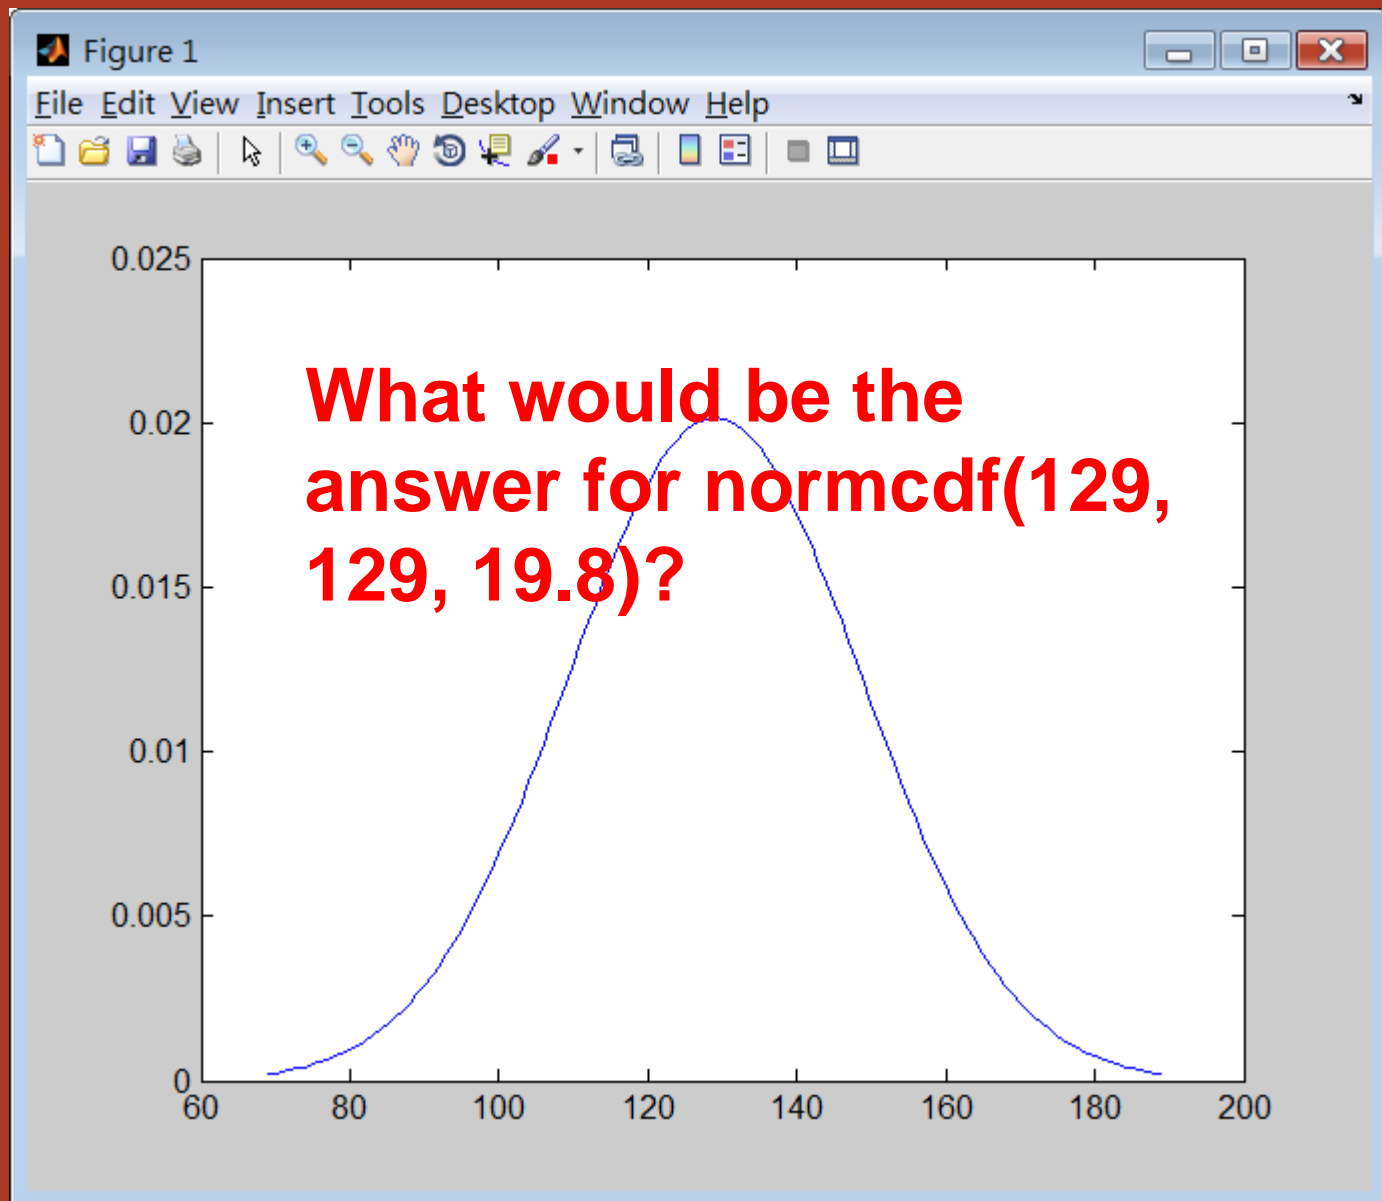 Figure 1
File Edit View Insert Tools Desktop Window Help
0.025
0.02
0.015
0.01
0.005
0
60 80 100 120 140 160 180 200
What would be the
answer for normcdf(129,
129, 19.8)?